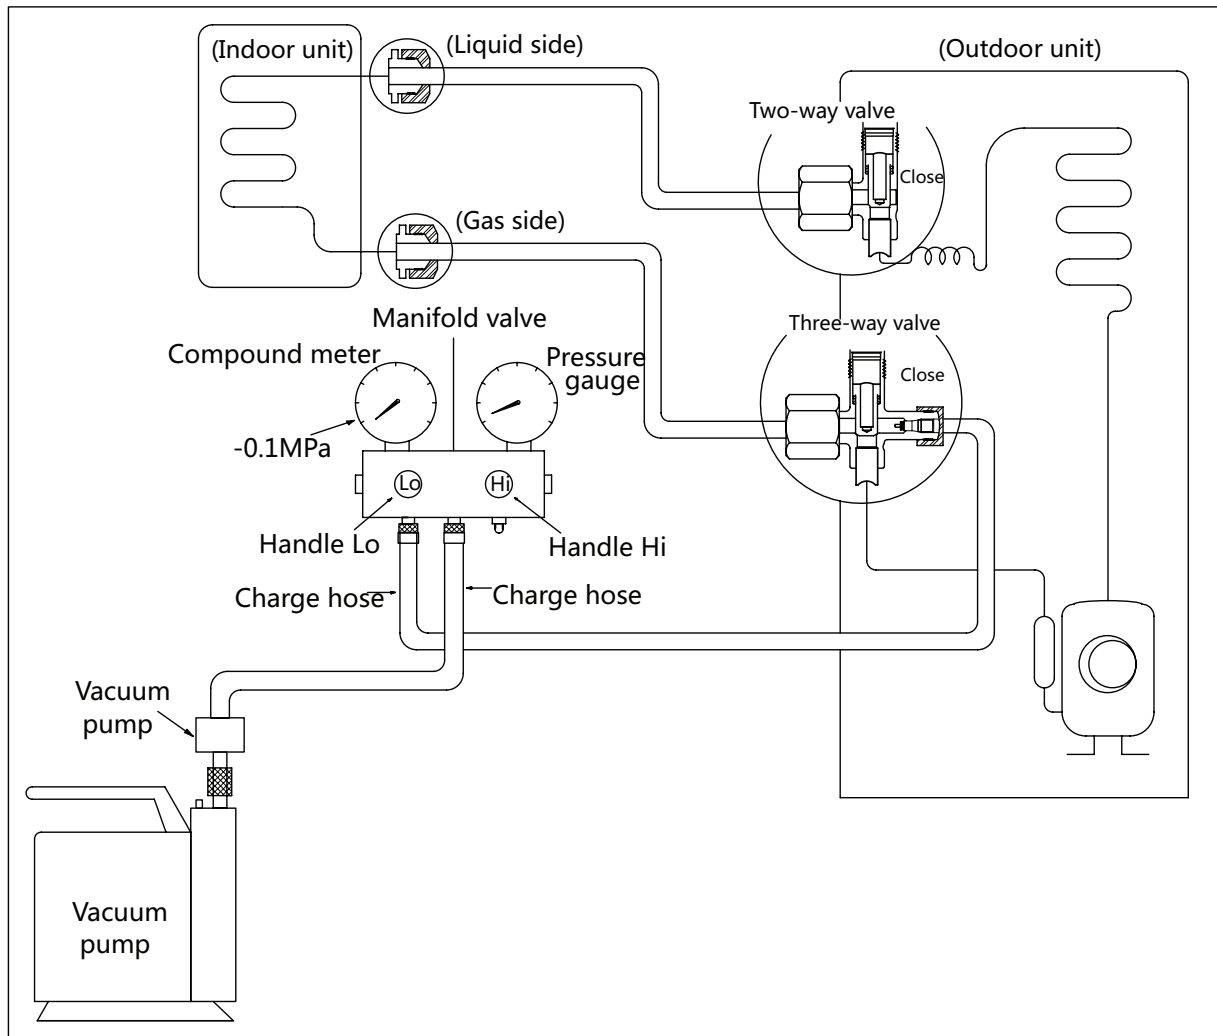 (Indoor unit)
(Liquid side)
(Outdoor unit)
Two-way valve
Close
(Gas side)
Manifold valve
Three-way valve
Compound meter
Pressure
gauge
Close
-0.1MPa
Lo
Hi
Handle Lo
Handle Hi
Charge hose
Charge hose
Vacuum
pump
Vacuum
pump